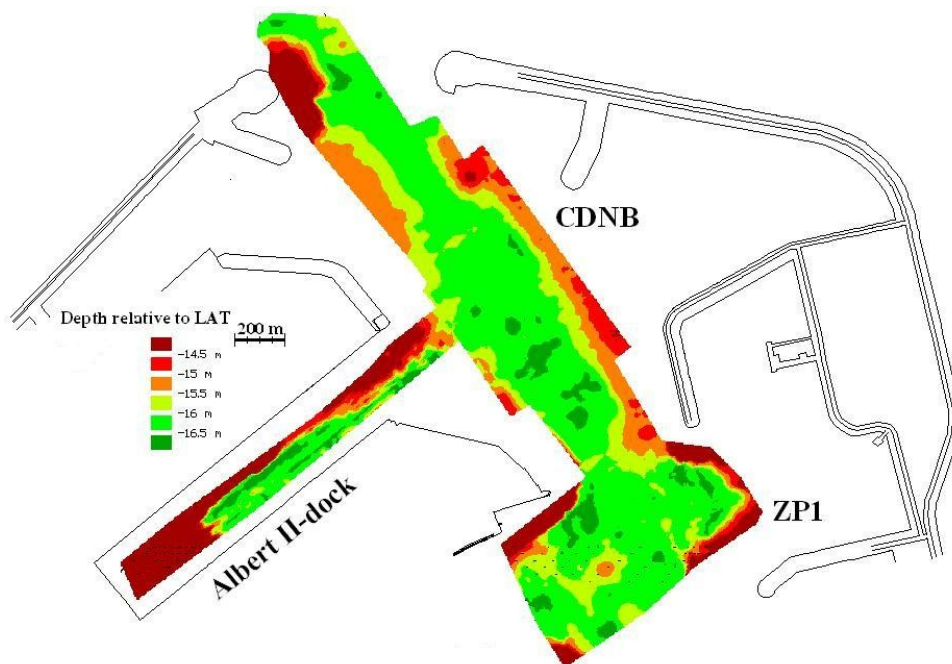 CDNB
Depth relative to LAT
200 m
-14.5 m
-15 m
-15.5 m
-16 m
-16.5 m
Albert II-dock
ZP1